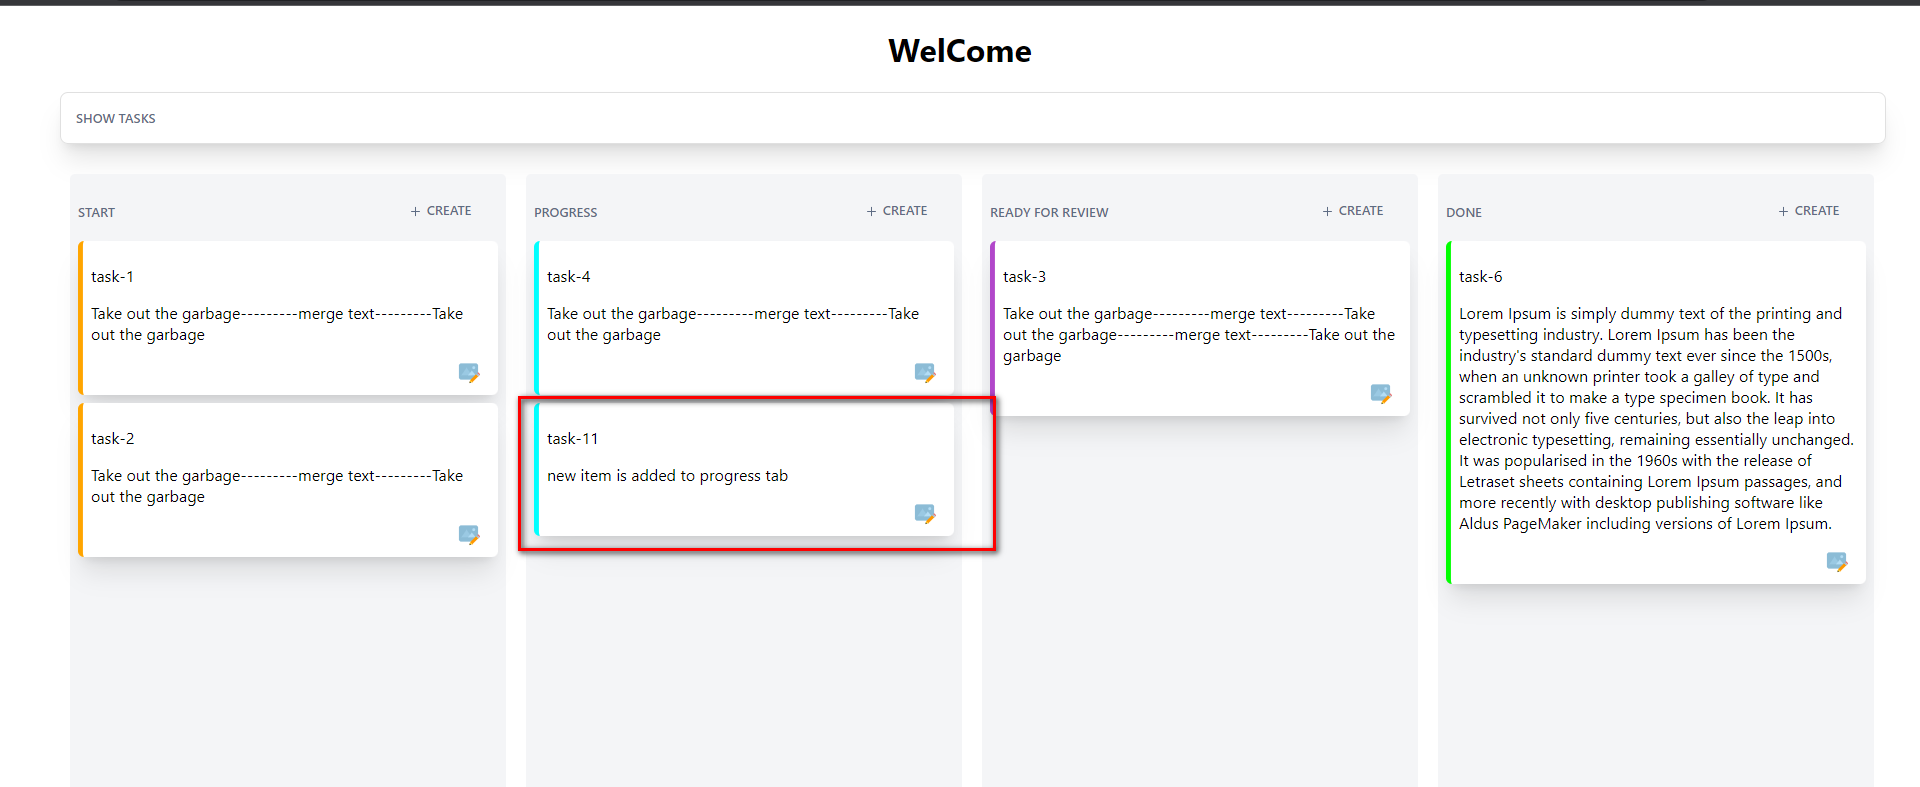 WelCome
SHOW TASKS
START
+ CREATE
task-1
Take out the garbage---------merge text---------Take
out the garbage
task-2
Take out the garbage---------merge text---------Take
out the garbage
PROGRESS
+ CREATE
task-4
Take out the garbage---------merge text---------Take
out the garbage
task-11
new item is added to progress tab
READY FOR REVIEW
+ CREATE
task-3
Take out the garbage---------merge text---------Take
out the garbage---------merge text---------Take out the
garbage
DONE
+ CREATE
task-6
Lorem Ipsum is simply dummy text of the printing and
typesetting industry. Lorem Ipsum has been the
industry's standard dummy text ever since the 1500s,
when an unknown printer took a galley of type and
scrambled it to make a type specimen book. It has
survived not only five centuries, but also the leap into
electronic typesetting, remaining essentially unchanged.
It was popularised in the 1960s with the release of
Letraset sheets containing Lorem Ipsum passages, and
more recently with desktop publishing software like
Aldus PageMaker including versions of Lorem Ipsum.